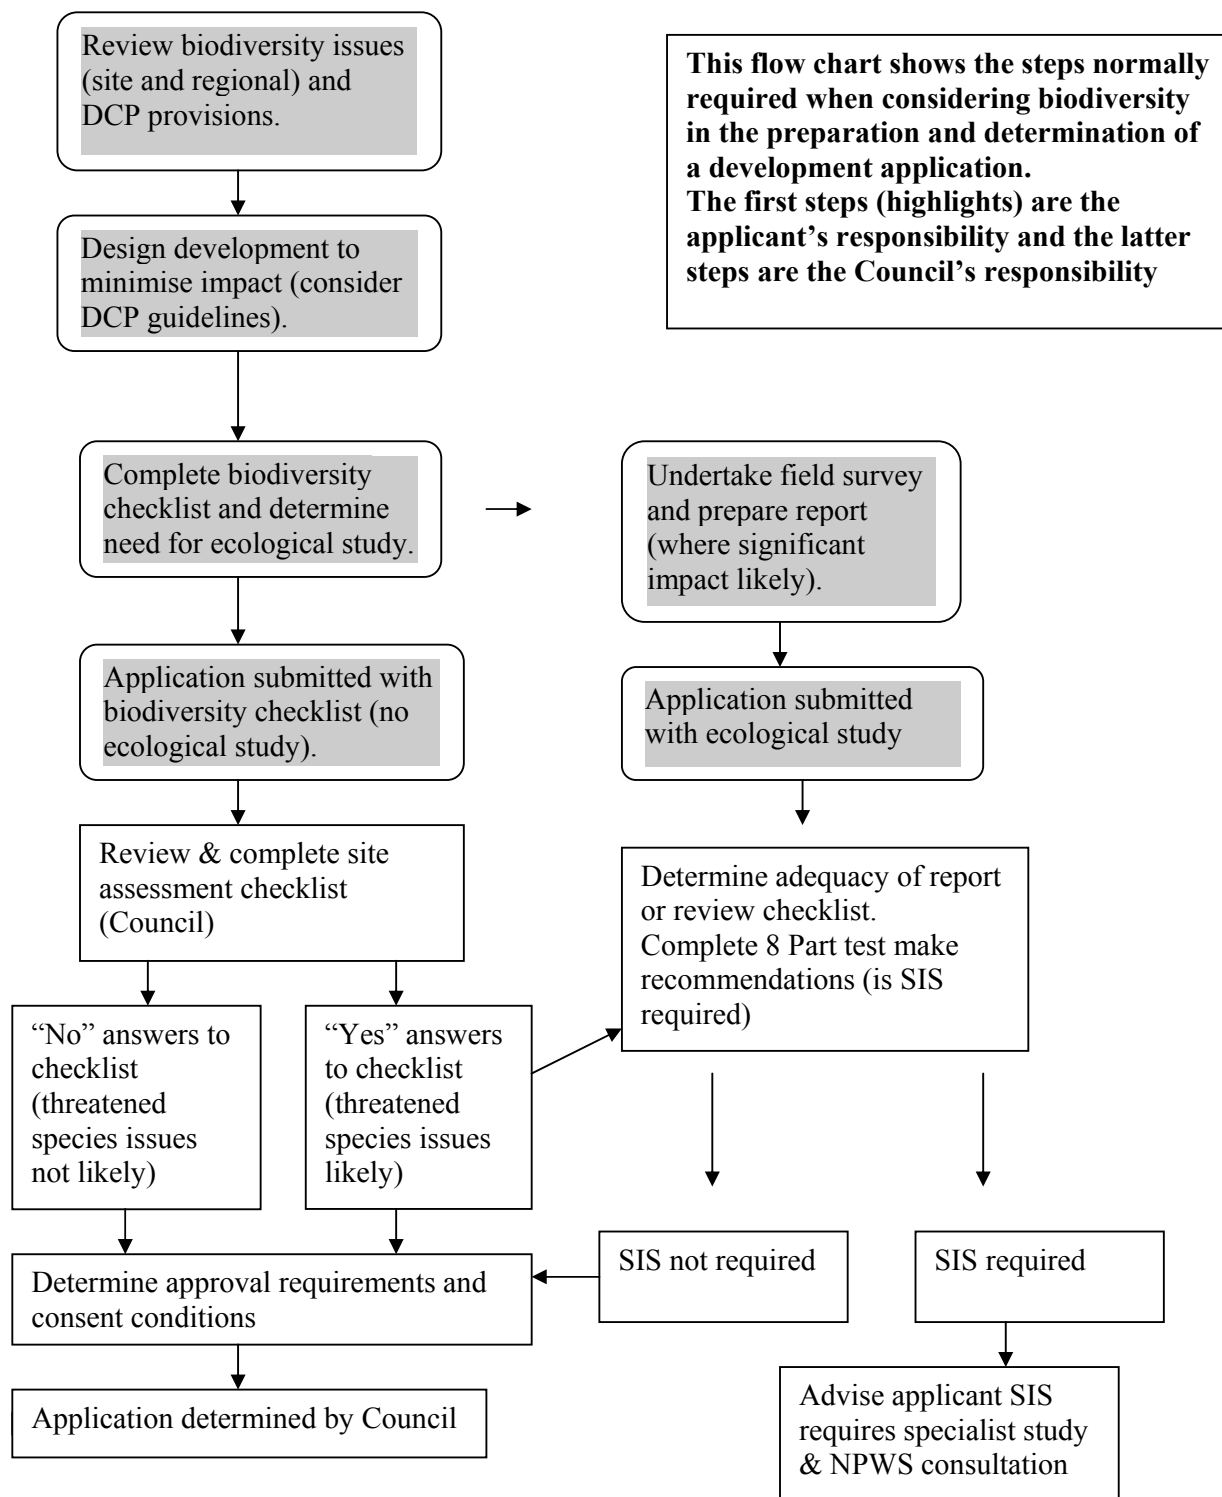 Review biodiversity issues
(site and regional) and
DCP provisions.
This flow chart shows the steps normally
required when considering biodiversity
in the preparation and determination of
a development application.
The first steps (highlights) are the
applicant’s responsibility and the latter
steps are the Council’s responsibility
Design development to
minimise impact (consider
DCP guidelines).
Complete biodiversity
checklist and determine
need for ecological study.
Undertake field survey
and prepare report
(where significant
impact likely).
Application submitted with
biodiversity checklist (no
ecological study).
Application submitted
with ecological study
Review & complete site
assessment checklist
(Council)
Determine adequacy of report
or review checklist.
Complete 8 Part test make
recommendations (is SIS
required)
“No” answers to
checklist
(threatened
species issues
not likely)
“Yes” answers
to checklist
(threatened
species issues
likely)
SIS not required
SIS required
Determine approval requirements and
consent conditions
Application determined by Council
Advise applicant SIS
requires specialist study
& NPWS consultation